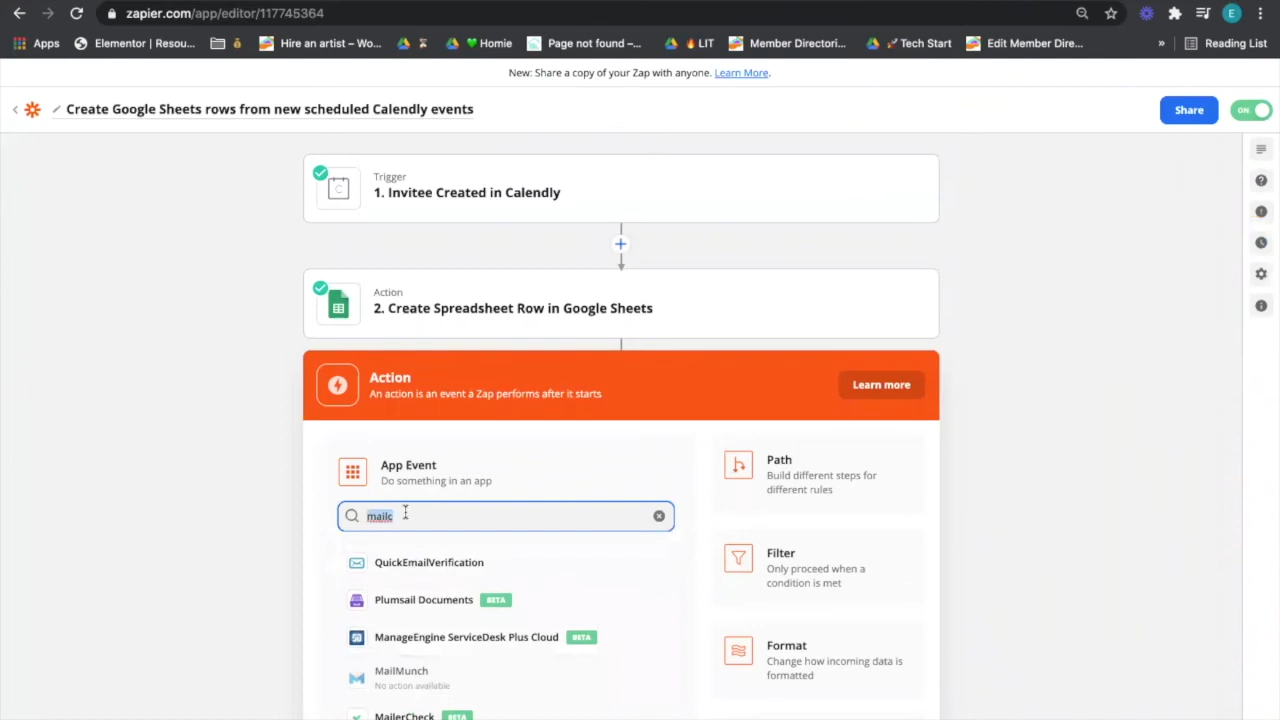 zapier.com/app/editor/117745364
Apps
Elementor | Resou...
Hire an artist – Wo...
Homie
Page not found –...
LIT
Member Directori...
Tech Start
Edit Member Dire...
»
Reading List
E
New: Share a copy of your Zap with anyone. Learn More.
Create Google Sheets rows from new scheduled Calendly events
Share
ON
Trigger
1. Invitee Created in Calendly
Action
2. Create Spreadsheet Row in Google Sheets
Action
An action is an event a Zap performs after it starts
Learn more
App Event
Do something in an app
mailc
QuickEmailVerification
Plumsail Documents BETA
ManageEngine ServiceDesk Plus Cloud BETA
MailMunch
No action available
MailerCheck BETA
Path
Build different steps for
different rules
Filter
Only proceed when a
condition is met
Format
Change how incoming data is
formatted